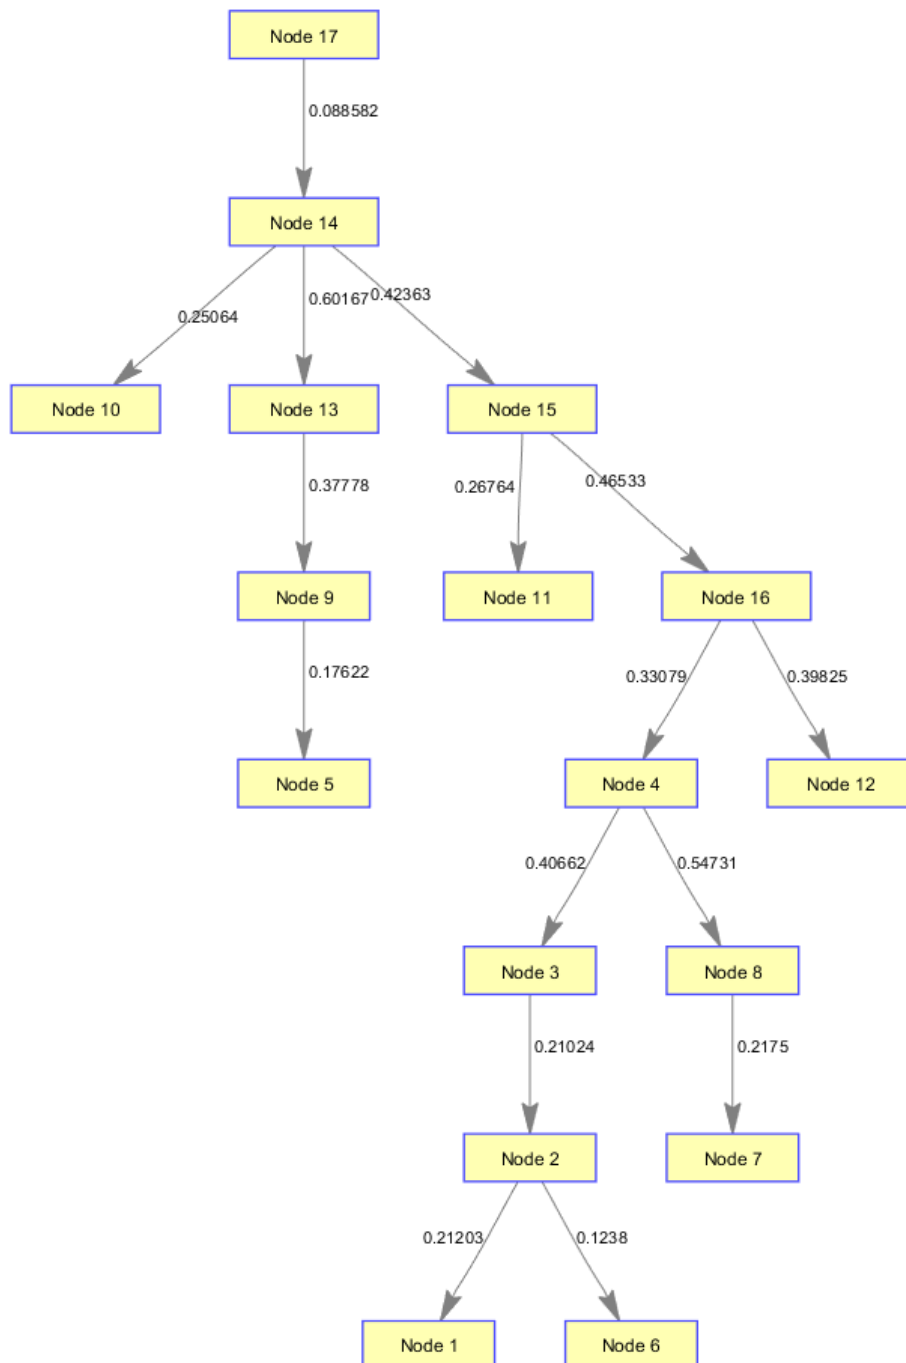 Node 17
0.088582
Node 14
0.25064
0.60167
0.42363
Node 10
Node 13
Node 15
0.37778
0.26764
0.46533
Node 9
Node 11
Node 16
0.17622
0.33079
0.39825
Node 5
Node 4
Node 12
0.40662
0.54731
Node 3
Node 8
0.21024
0.2175
Node 2
Node 7
0.21203
0.1238
Node 1
Node 6